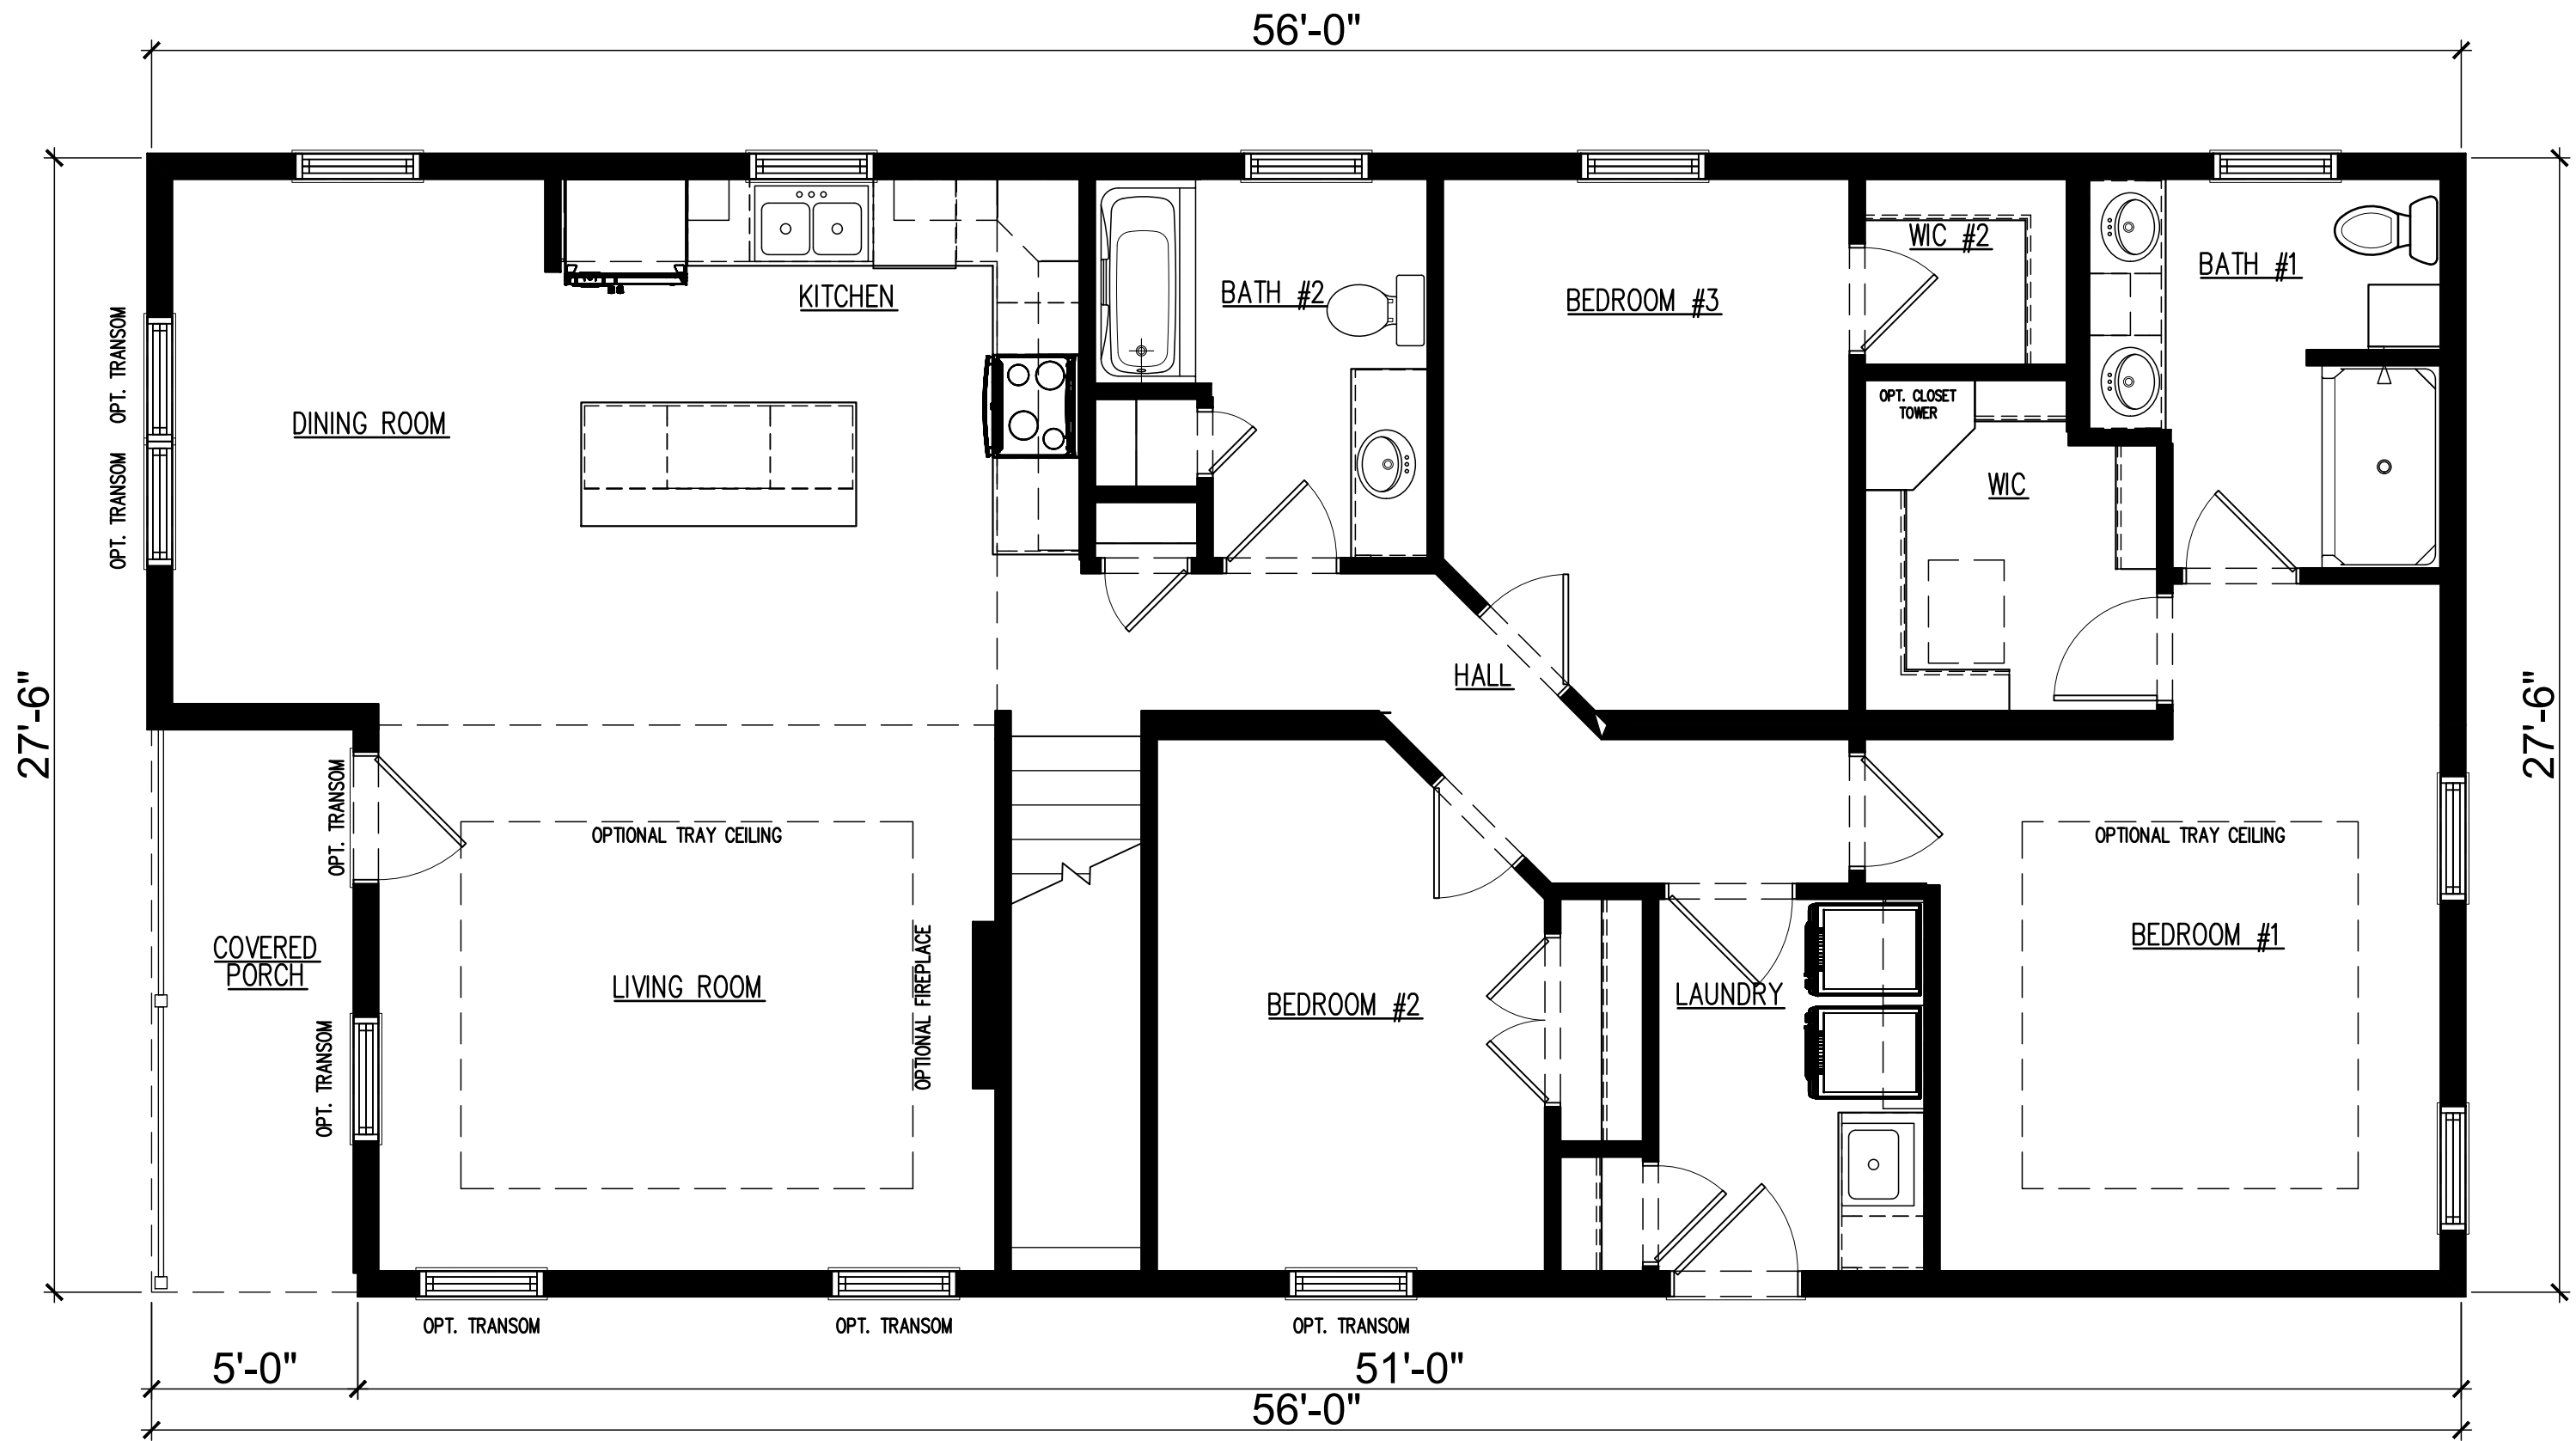 56'-0"
WIC #2
BATH #1
BATH #2
KITCHEN
BEDROOM #3
OPT. TRANSOM
OPT. TRANSOM
DINING ROOM
OPT. CLOSET
TOWER
WIC
HALL
27'-6"
27'-6"
OPT. TRANSOM
OPTIONAL TRAY CEILING
OPTIONAL TRAY CEILING
COVERED
PORCH
LIVING ROOM
OPTIONAL FIREPLACE
BEDROOM #2
LAUNDRY
BEDROOM #1
OPT. TRANSOM
OPT. TRANSOM
OPT. TRANSOM
OPT. TRANSOM
5'-0"
51'-0"
56'-0"